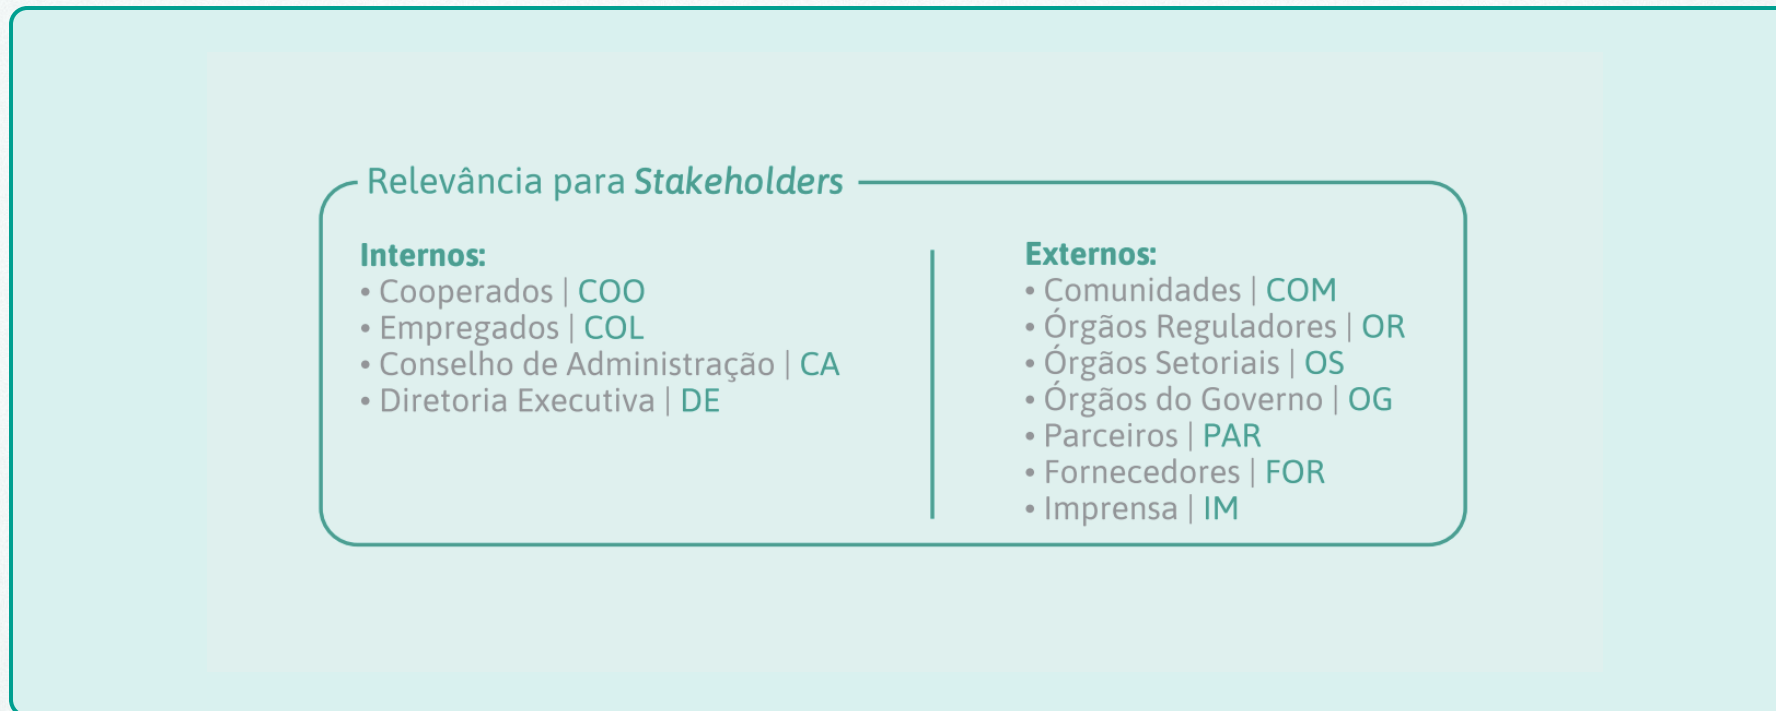 Relevância para Stakeholders
Internos:
• Cooperados | COO
• Empregados | COL
• Conselho de Administração | CA
• Diretoria Executiva | DE
Externos:
• Comunidades | COM
• Órgãos Reguladores | OR
• Órgãos Setoriais | OS
• Órgãos do Governo | OG
• Parceiros | PAR
• Fornecedores | FOR
• Imprensa | IM